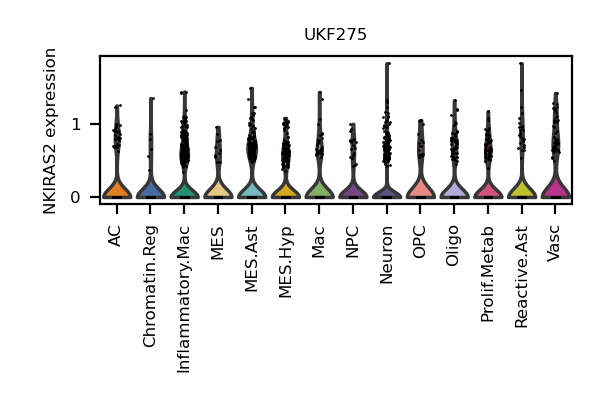 UKF275
NKIRAS2 expression
1
0
AC
Chromatin.Reg
Inflammatory.Mac
MES
MES.Ast
MES.Hyp
Mac
NPC
Neuron
OPC
Oligo
Prolif.Metab
Reactive.Ast
Vasc